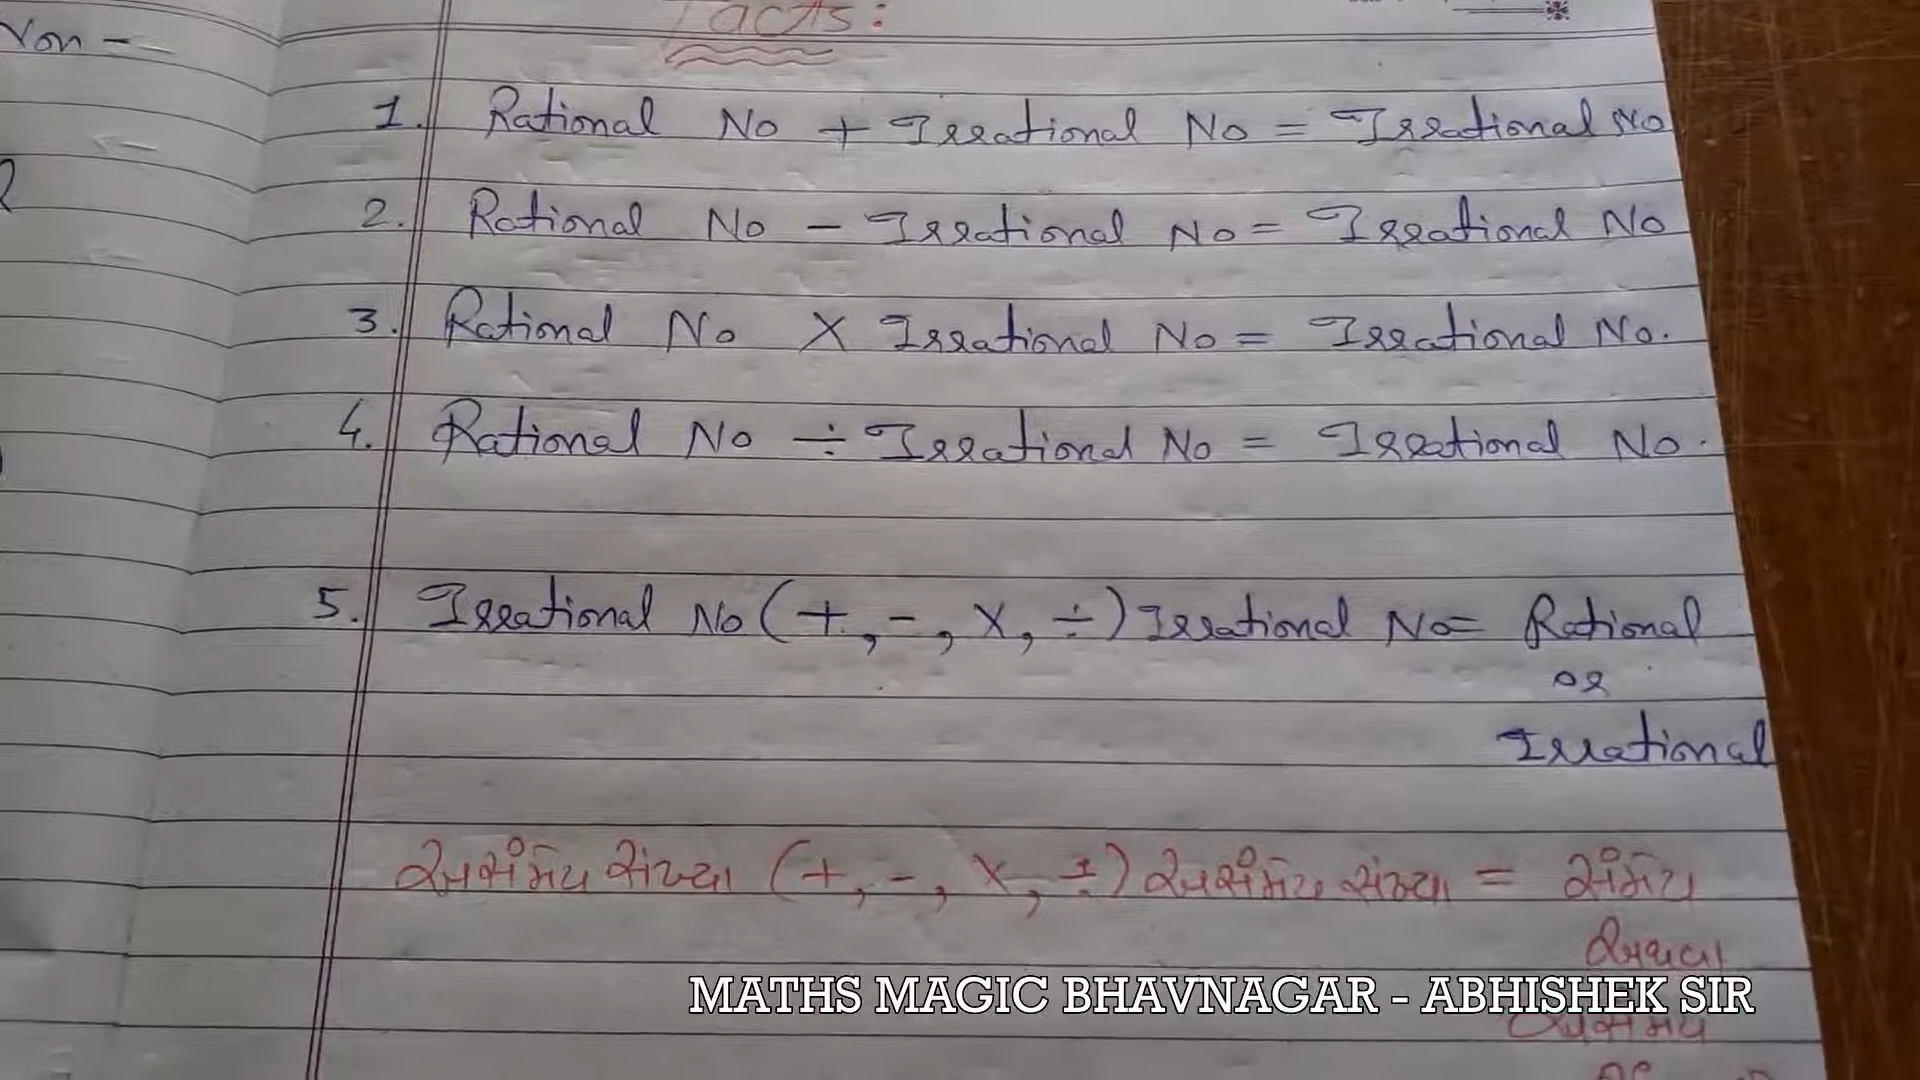 Non -
Facts:
1. Rational No + Irrational No = Irrational No
2. Rational No - Irrational No = Irrational No
3. Rational No X Irrational No = Irrational No.
4. Rational No ÷ Irrational No = Irrational No.
5. Irrational No (+, -, X, ÷) Irrational No = Rational
or
Irrational
અસંમેય સંખ્યા (+, -, X, ÷) અસંમેય સંખ્યા = સંમેય
અથવા
અસંમેય
MATHS MAGIC BHAVNAGAR - ABHISHEK SIR